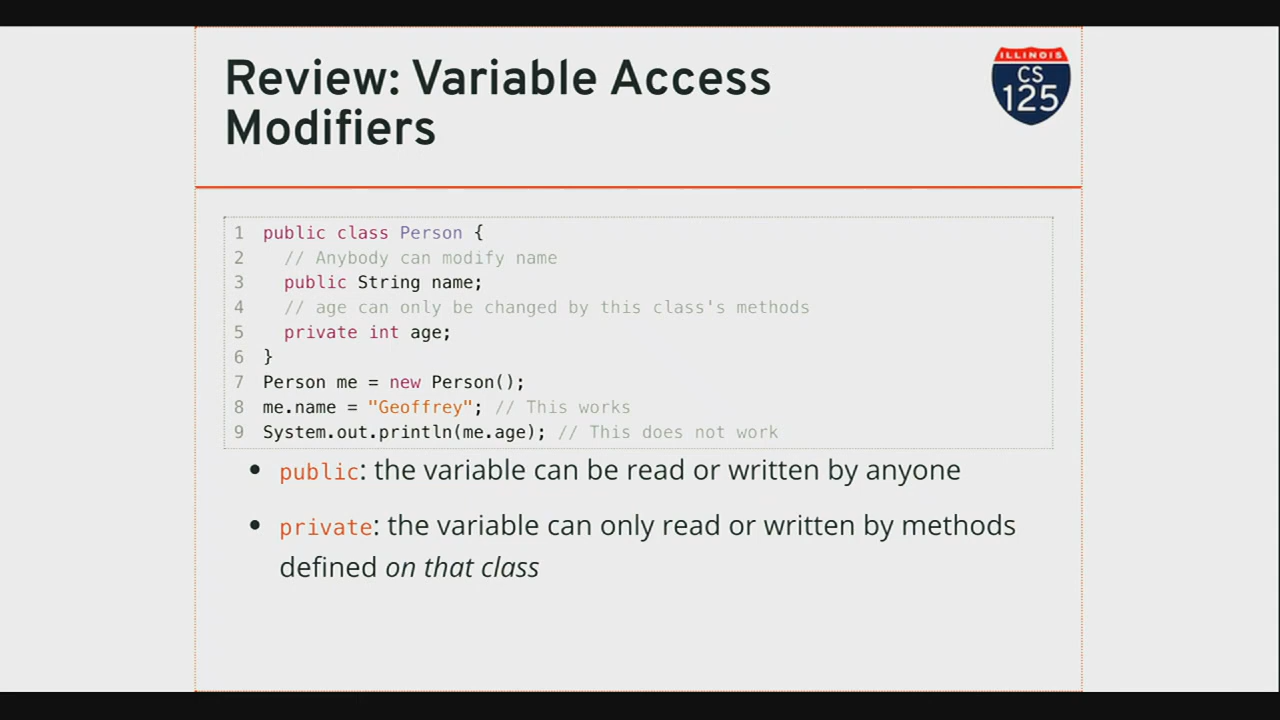 Review: Variable Access
Modifiers
ILLINOIS
CS
125
1 public class Person {
2   // Anybody can modify name
3   public String name;
4   // age can only be changed by this class's methods
5   private int age;
6 }
7 Person me = new Person();
8 me.name = "Geoffrey"; // This works
9 System.out.println(me.age); // This does not work
• public: the variable can be read or written by anyone
• private: the variable can only read or written by methods
defined on that class